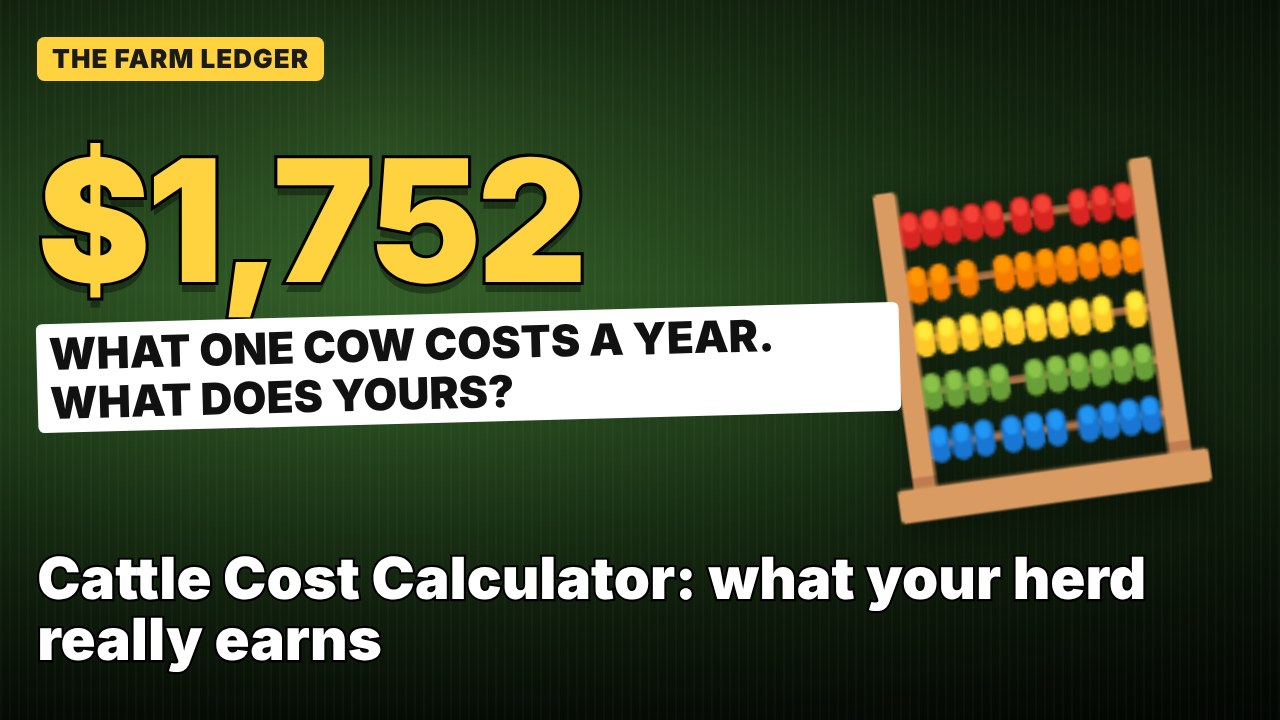 THE FARM LEDGER
$1,752
WHAT ONE COW COSTS A YEAR.
WHAT DOES YOURS?
Cattle Cost Calculator: what your herd
really earns